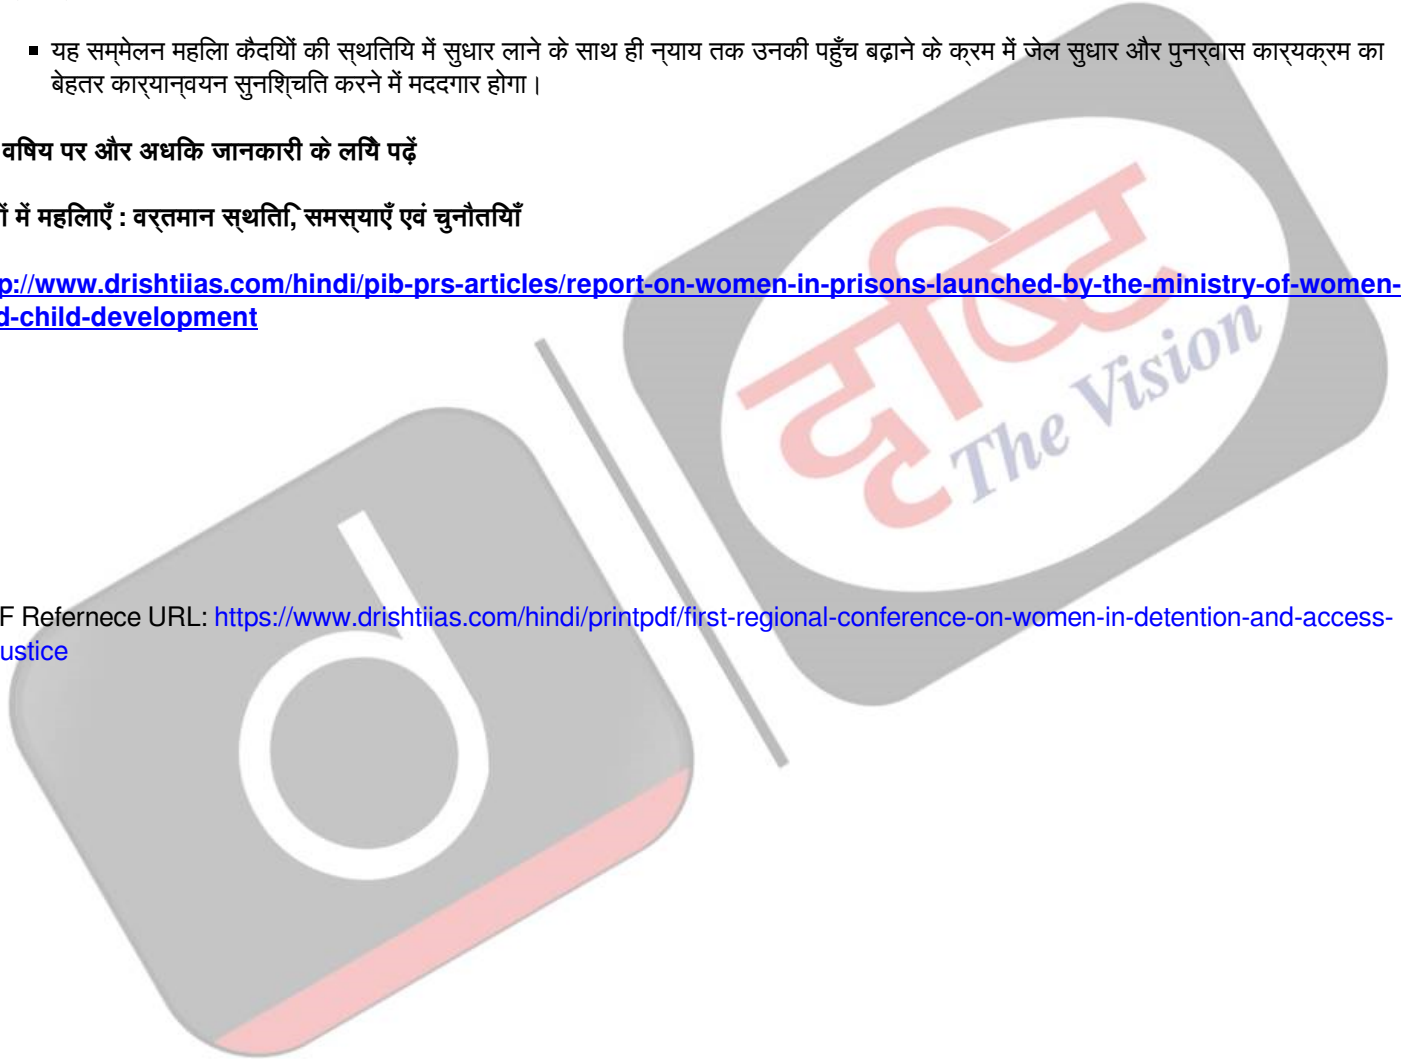 यह सम्मेलन महिला कैदियों की स्थितिय में सुधार लाने के साथ ही न्याय तक उनकी पहुँच बढ़ाने के क्रम में जेल सुधार और पुनर्वास कार्यक्रम का
बेहतर कार्यान्वयन सुनिश्चित करने में मददगार होगा।
विषय पर और अधिक जानकारी के लिये पढ़ें
ों में महिलाएँ : वर्तमान स्थिति, समस्याएँ एवं चुनौतियाँ
p://www.drishtiias.com/hindi/pib-prs-articles/report-on-women-in-prisons-launched-by-the-ministry-of-women-
d-child-development
दृष्टि
The Vision
d
F Refernece URL: https://www.drishtiias.com/hindi/printpdf/first-regional-conference-on-women-in-detention-and-access-
ustice